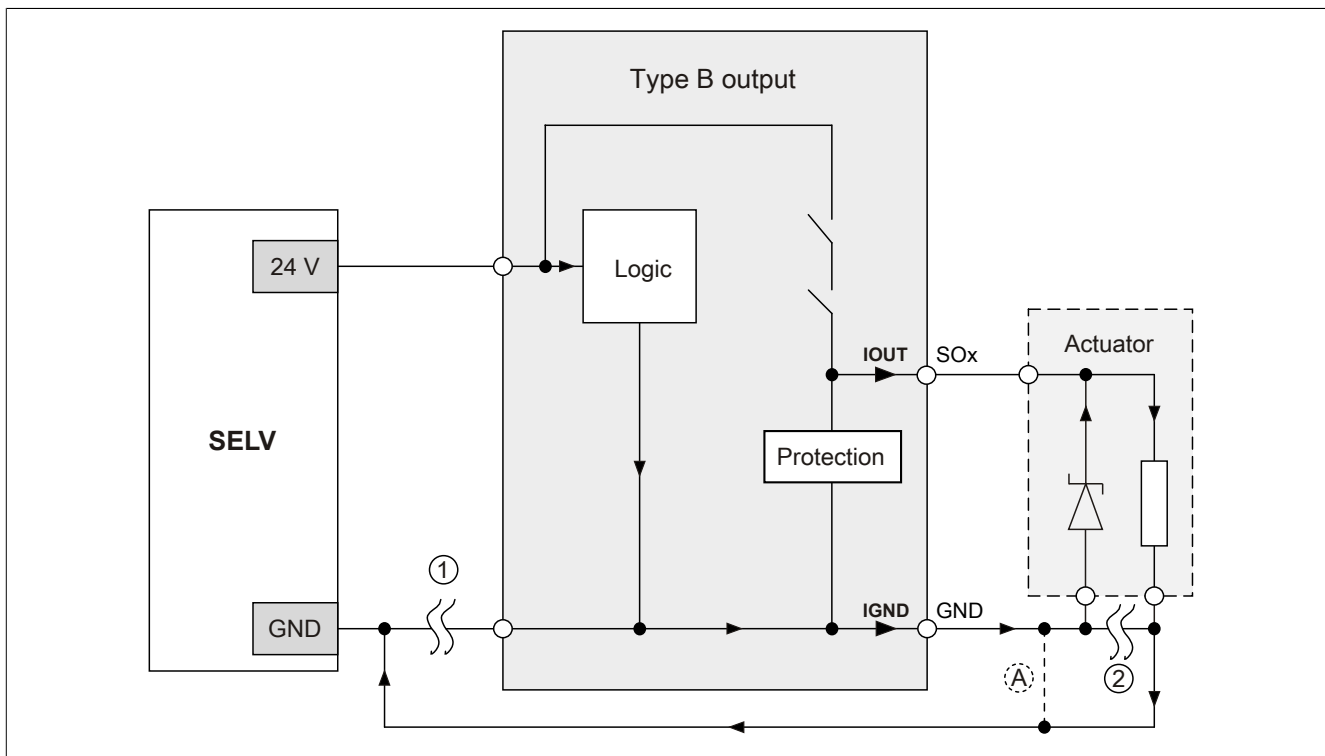 Type B output
24 V
Logic
IOUT
SOx
Actuator
SELV
Protection
1
GND
IGND
GND
A
2